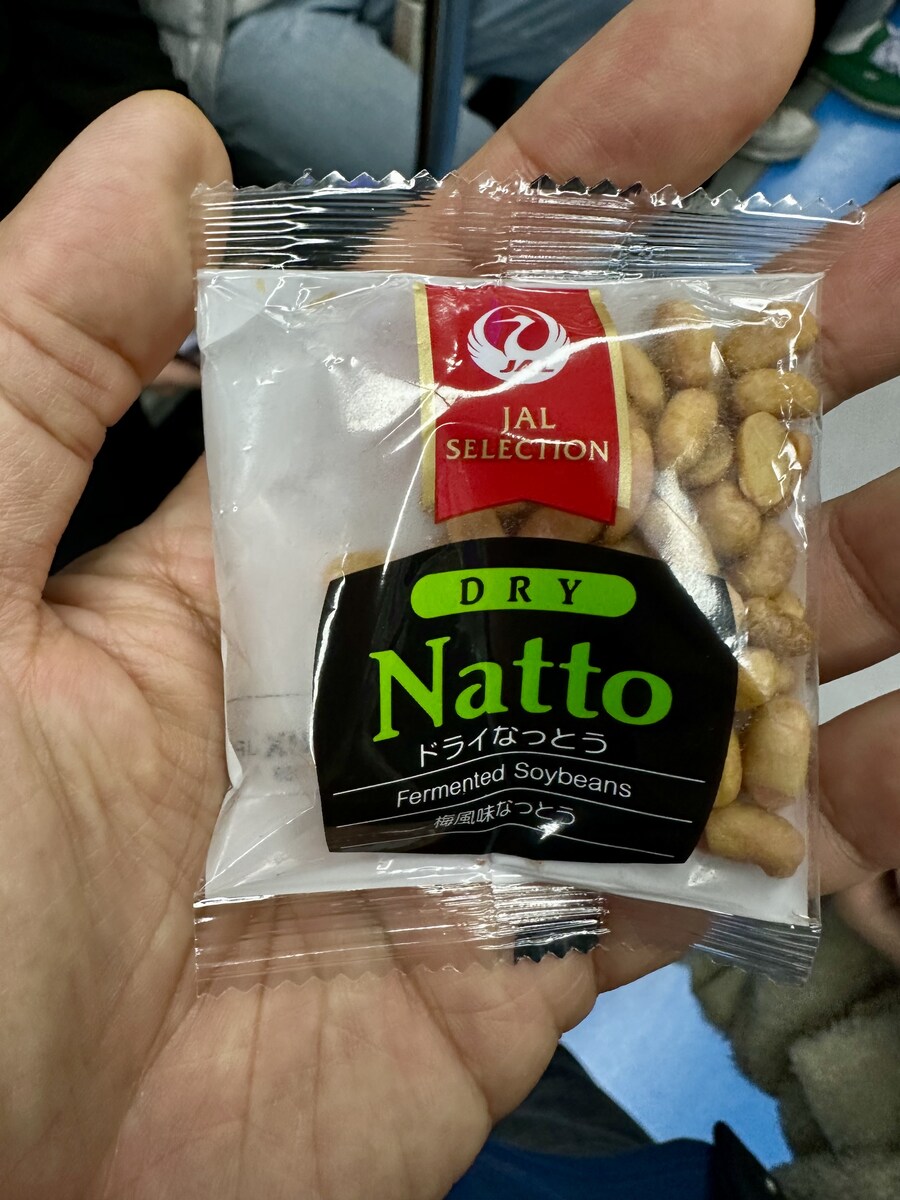 JAL
JAL
SELECTION
DRY
Natto
ドライなっとう
Fermented Soybeans
梅風味なっとう